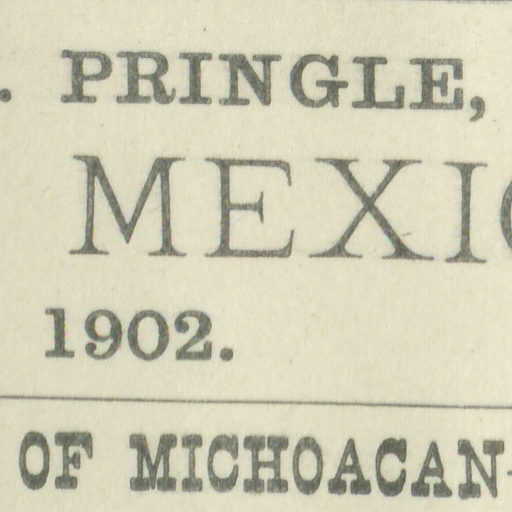 . PRINGLE,
MEXIC
1902.
OF MICHOACAN-